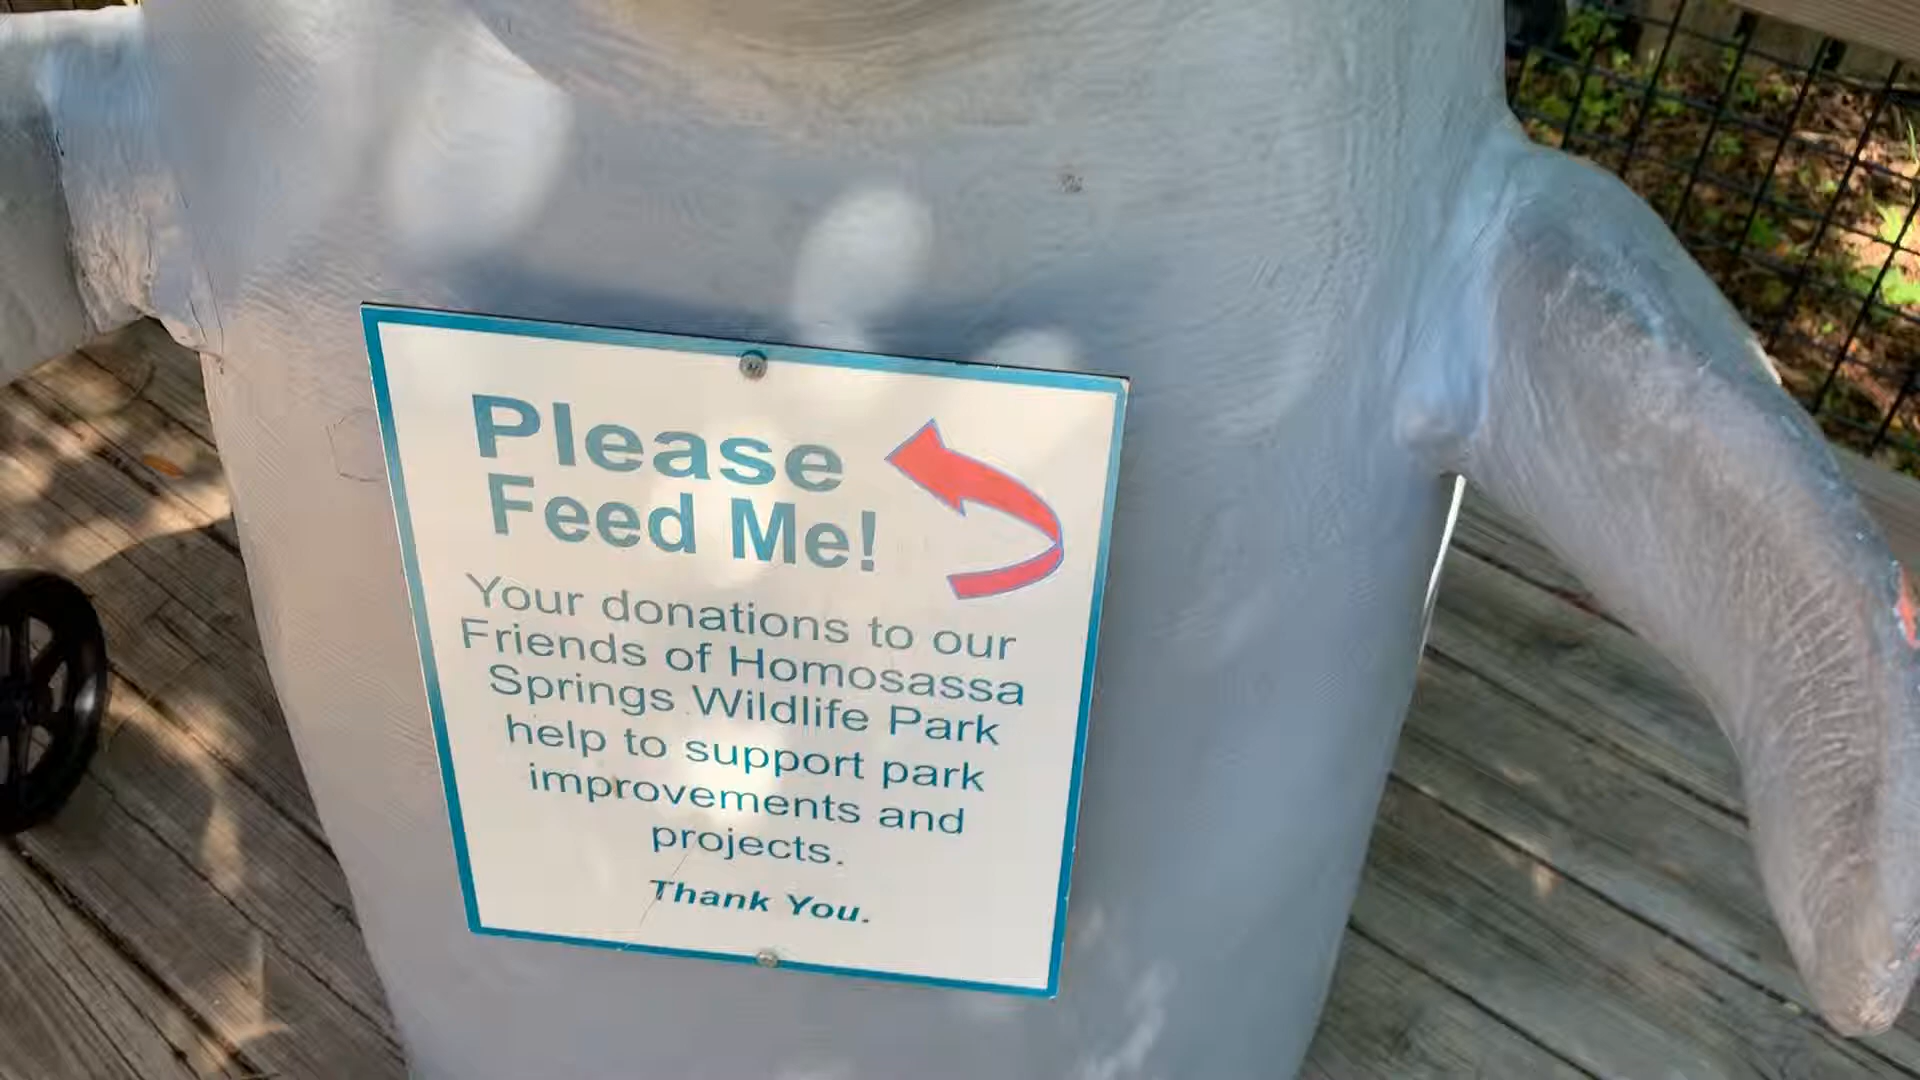 Please
Feed Me!
Your donations to our
Friends of Homosassa
Springs Wildlife Park
help to support park
improvements and
projects.
Thank You.